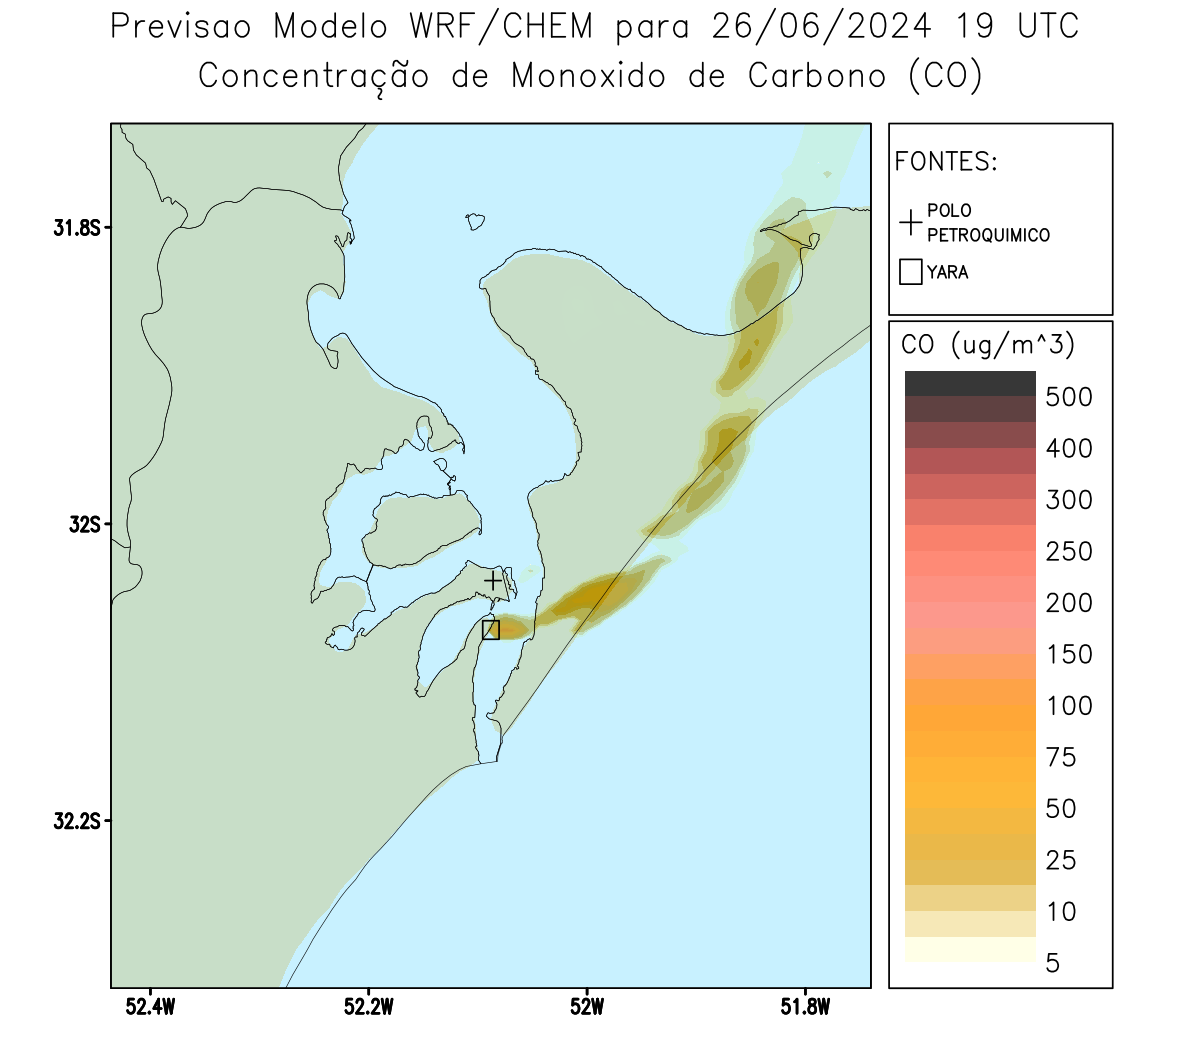 Previsao Modelo WRF/CHEM para 26/06/2024 19 UTC
Concentração de Monoxido de Carbono (CO)
FONTES:
POLO
PETROQUIMICO
YARA
CO (ug/m^3)
500
400
300
250
200
150
100
75
50
25
10
5
31.8S
32S
32.2S
52.4W
52.2W
52W
51.8W